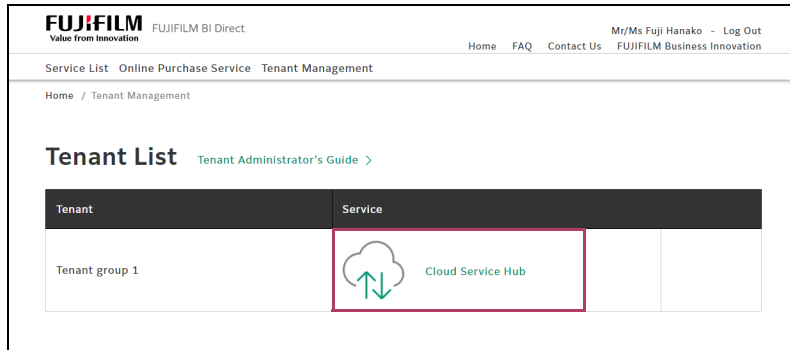 FUJIFILM
Value from Innovation
FUJIFILM BI Direct
Mr/Ms Fuji Hanako - Log Out
Home FAQ Contact Us FUJIFILM Business Innovation
Service List Online Purchase Service Tenant Management
Home / Tenant Management
Tenant List Tenant Administrator's Guide >
Tenant Service
Tenant group 1 Cloud Service Hub